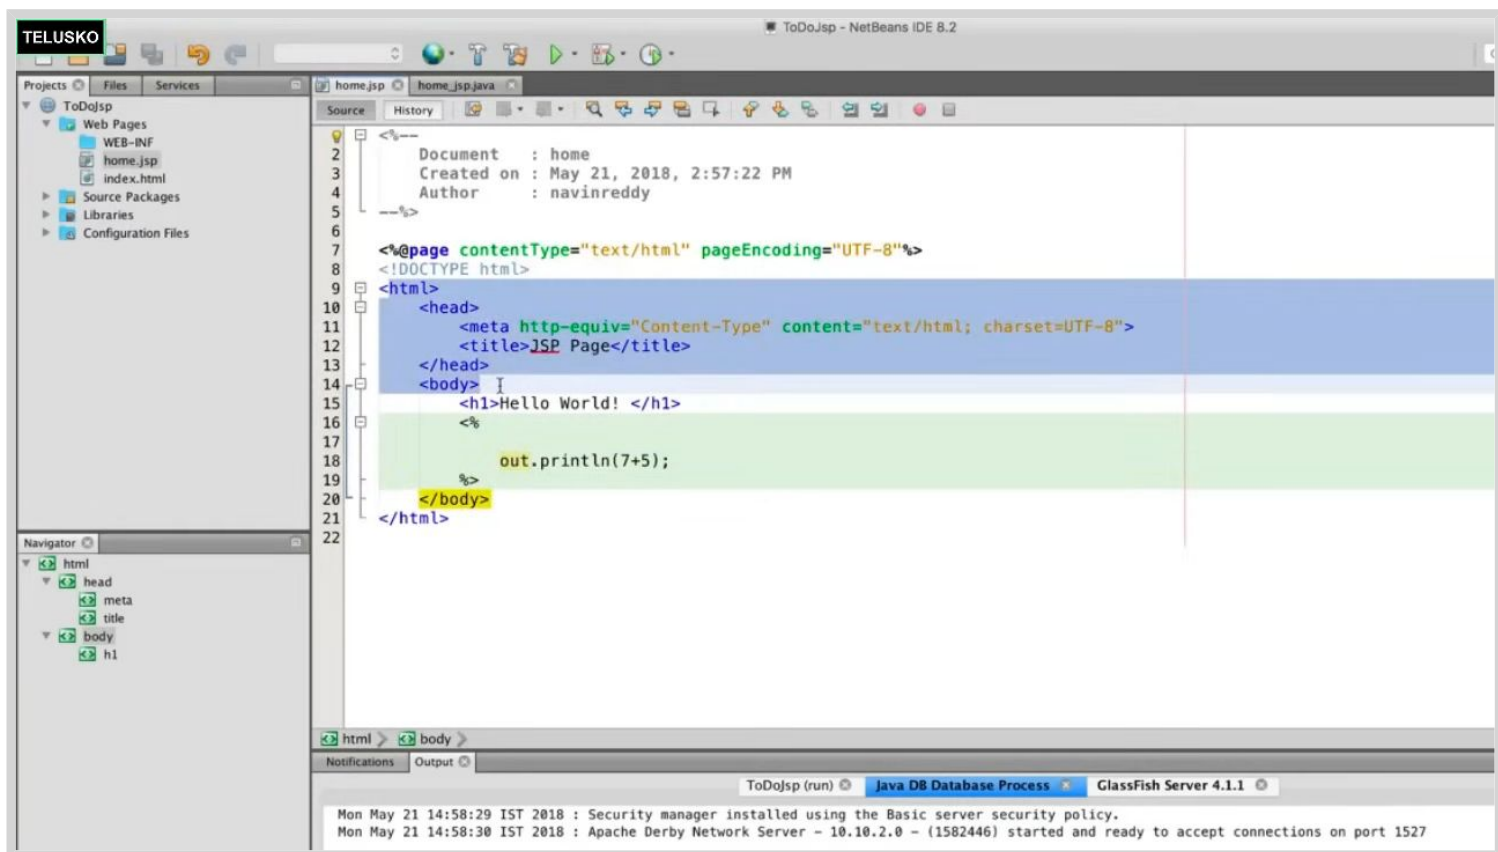 TELUSKO
ToDoJsp - NetBeans IDE 8.2
Projects Files Services
ToDoJsp
Web Pages
WEB-INF
home.jsp
index.html
Source Packages
Libraries
Configuration Files
home.jsp home_jsp.java
Source History
<%--
2 Document : home
3 Created on : May 21, 2018, 2:57:22 PM
4 Author : navinreddy
5 --%>
6
7 <%@page contentType="text/html" pageEncoding="UTF-8"%>
8 <!DOCTYPE html>
9 <html>
10 <head>
11 <meta http-equiv="Content-Type" content="text/html; charset=UTF-8">
12 <title>JSP Page</title>
13 </head>
14 <body>
15 <h1>Hello World! </h1>
16 <%
17
18 out.println(7+5);
19 %>
20 </body>
21 </html>
22
Navigator
html
head
meta
title
body
h1
html body
Notifications Output
ToDoJsp (run) Java DB Database Process GlassFish Server 4.1.1
Mon May 21 14:58:29 IST 2018 : Security manager installed using the Basic server security policy.
Mon May 21 14:58:30 IST 2018 : Apache Derby Network Server - 10.10.2.0 - (1582446) started and ready to accept connections on port 1527